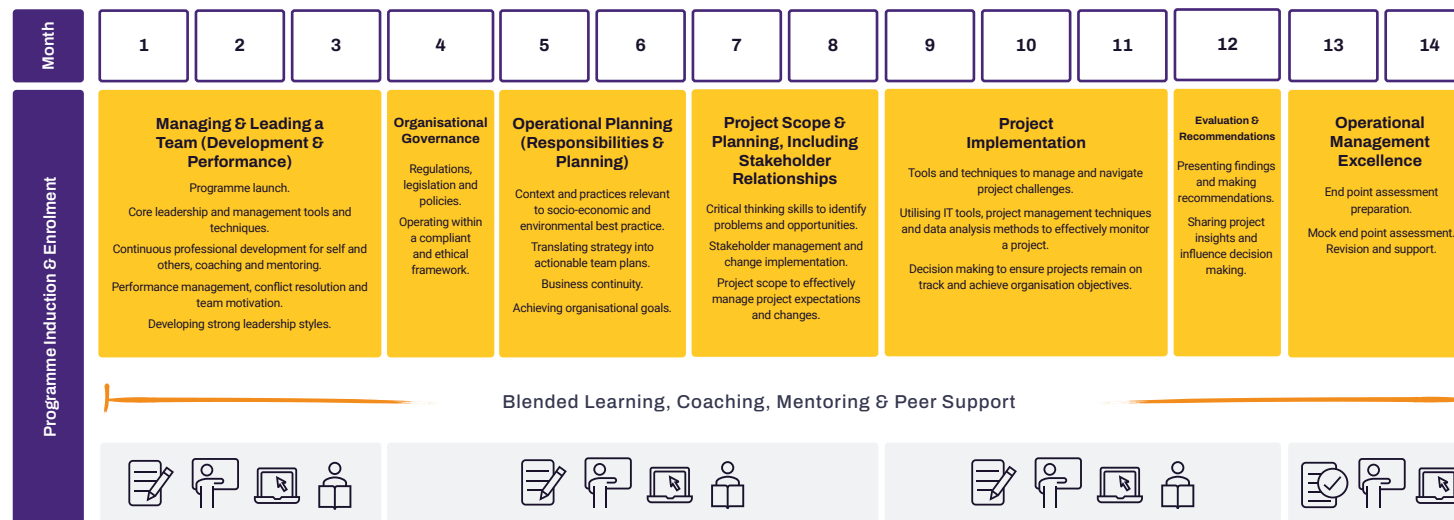 Month
1
2
3
4
5
6
7
8
9
10
11
12
13
14
Programme Induction & Enrolment
Managing & Leading a
Team (Development &
Performance)
Programme launch.
Core leadership and management tools and
techniques.
Continuous professional development for self and
others, coaching and mentoring.
Performance management, conflict resolution and
team motivation.
Developing strong leadership styles.
Organisational
Governance
Regulations,
legislation and
policies.
Operating within
a compliant
and ethical
framework.
Operational Planning
(Responsibilities &
Planning)
Context and practices relevant
to socio-economic and
environmental best practice.
Translating strategy into
actionable team plans.
Business continuity.
Achieving organisational goals.
Project Scope &
Planning, Including
Stakeholder
Relationships
Critical thinking skills to identify
problems and opportunities.
Stakeholder management and
change implementation.
Project scope to effectively
manage project expectations
and changes.
Project
Implementation
Tools and techniques to manage and navigate
project challenges.
Utilising IT tools, project management techniques
and data analysis methods to effectively monitor
a project.
Decision making to ensure projects remain on
track and achieve organisation objectives.
Evaluation &
Recommendations
Presenting findings
and making
recommendations.
Sharing project
insights and
influence decision
making.
Operational
Management
Excellence
End point assessment
preparation.
Mock end point assessment.
Revision and support.
Blended Learning, Coaching, Mentoring & Peer Support